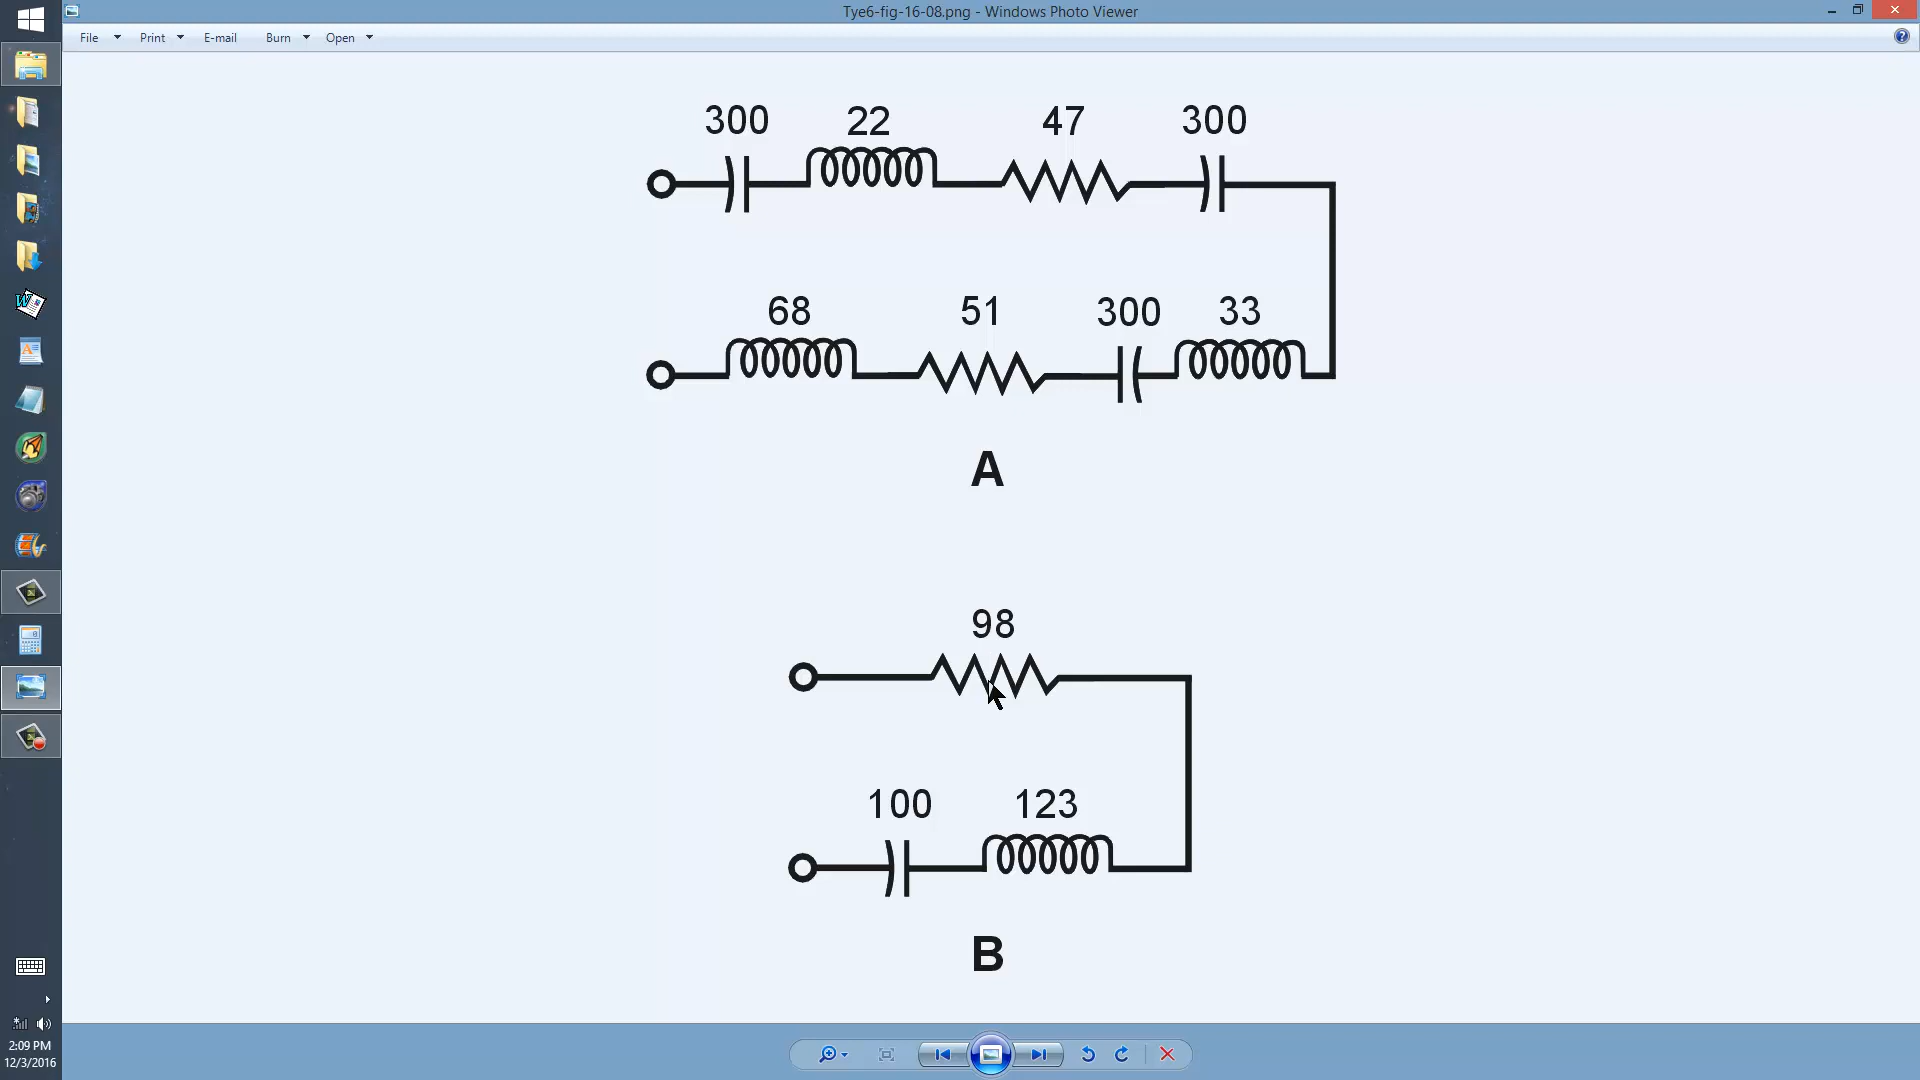 Tye6-fig-16-08.png - Windows Photo Viewer
File Print E-mail Burn Open
300 22 47 300
68 51 300 33
A
98
100 123
B
2:09 PM
12/3/2016